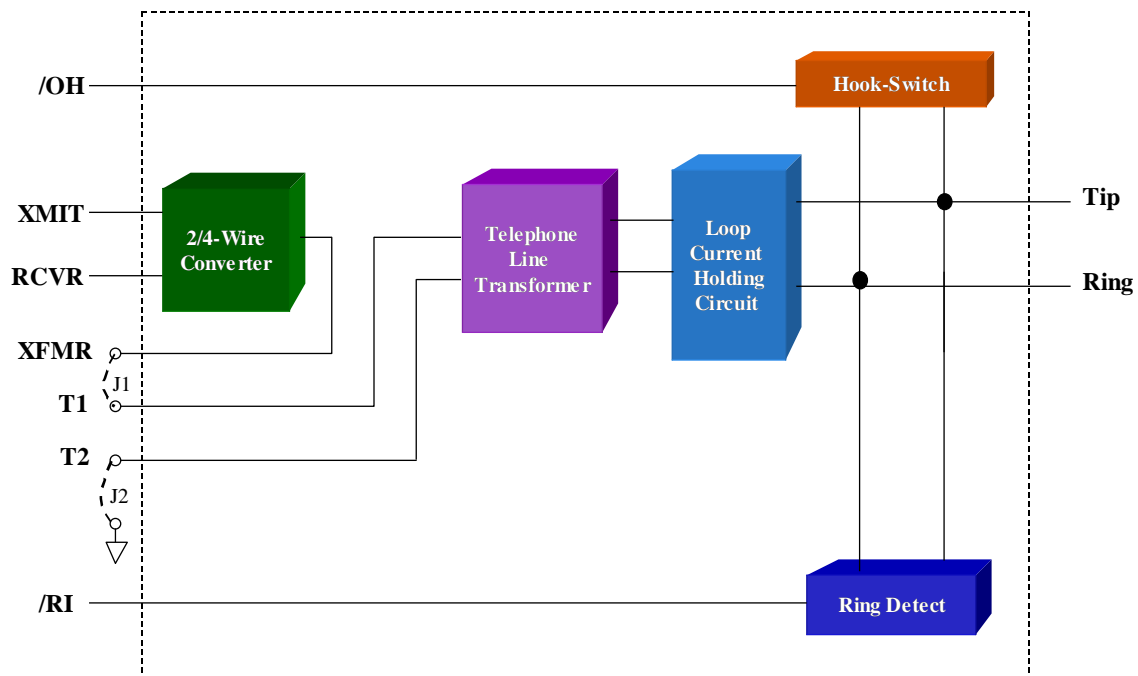 /OH
Hook-Switch
XMIT
2/4-Wire
Converter
RCVR
Telephone
Line
Transformer
Loop
Current
Holding
Circuit
Tip
Ring
XFMR
J1
T1
T2
J2
/RI
Ring Detect